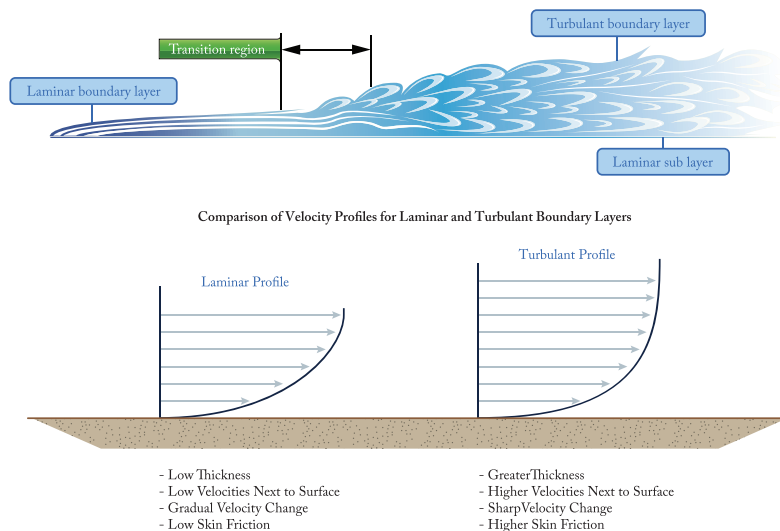 Turbulant boundary layer
Transition region
Laminar boundary layer
Laminar sub layer
Comparison of Velocity Profiles for Laminar and Turbulant Boundary Layers
Laminar Profile
Turbulant Profile
- Low Thickness
- Low Velocities Next to Surface
- Gradual Velocity Change
- Low Skin Friction
- GreaterThickness
- Higher Velocities Next to Surface
- SharpVelocity Change
- Higher Skin Friction